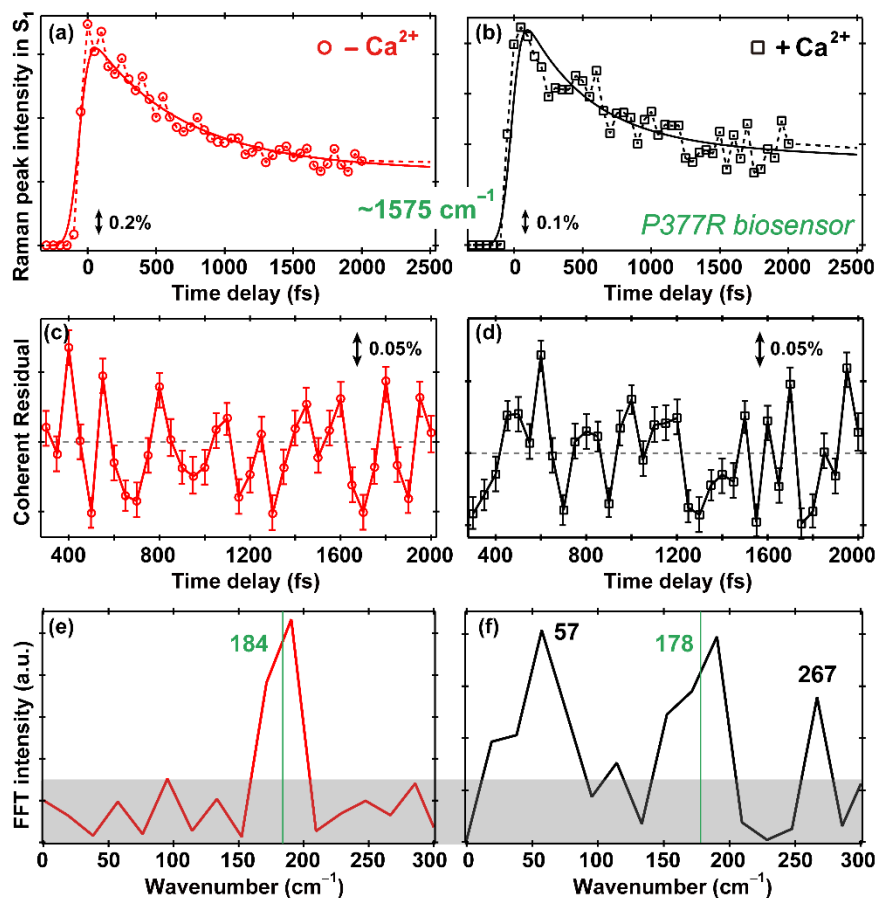 Raman peak intensity in S₁
(a)
– Ca²⁺
0.2%
0 500 1000 1500 2000 2500
Time delay (fs)
(b)
+ Ca²⁺
0.1%
0 500 1000 1500 2000 2500
Time delay (fs)
~1575 cm⁻¹
P377R biosensor
Coherent Residual
(c)
0.05%
400 800 1200 1600 2000
Time delay (fs)
(d)
0.05%
400 800 1200 1600 2000
Time delay (fs)
FFT intensity (a.u.)
(e)
184
0 50 100 150 200 250 300
Wavenumber (cm⁻¹)
(f)
57
178
267
0 50 100 150 200 250 300
Wavenumber (cm⁻¹)